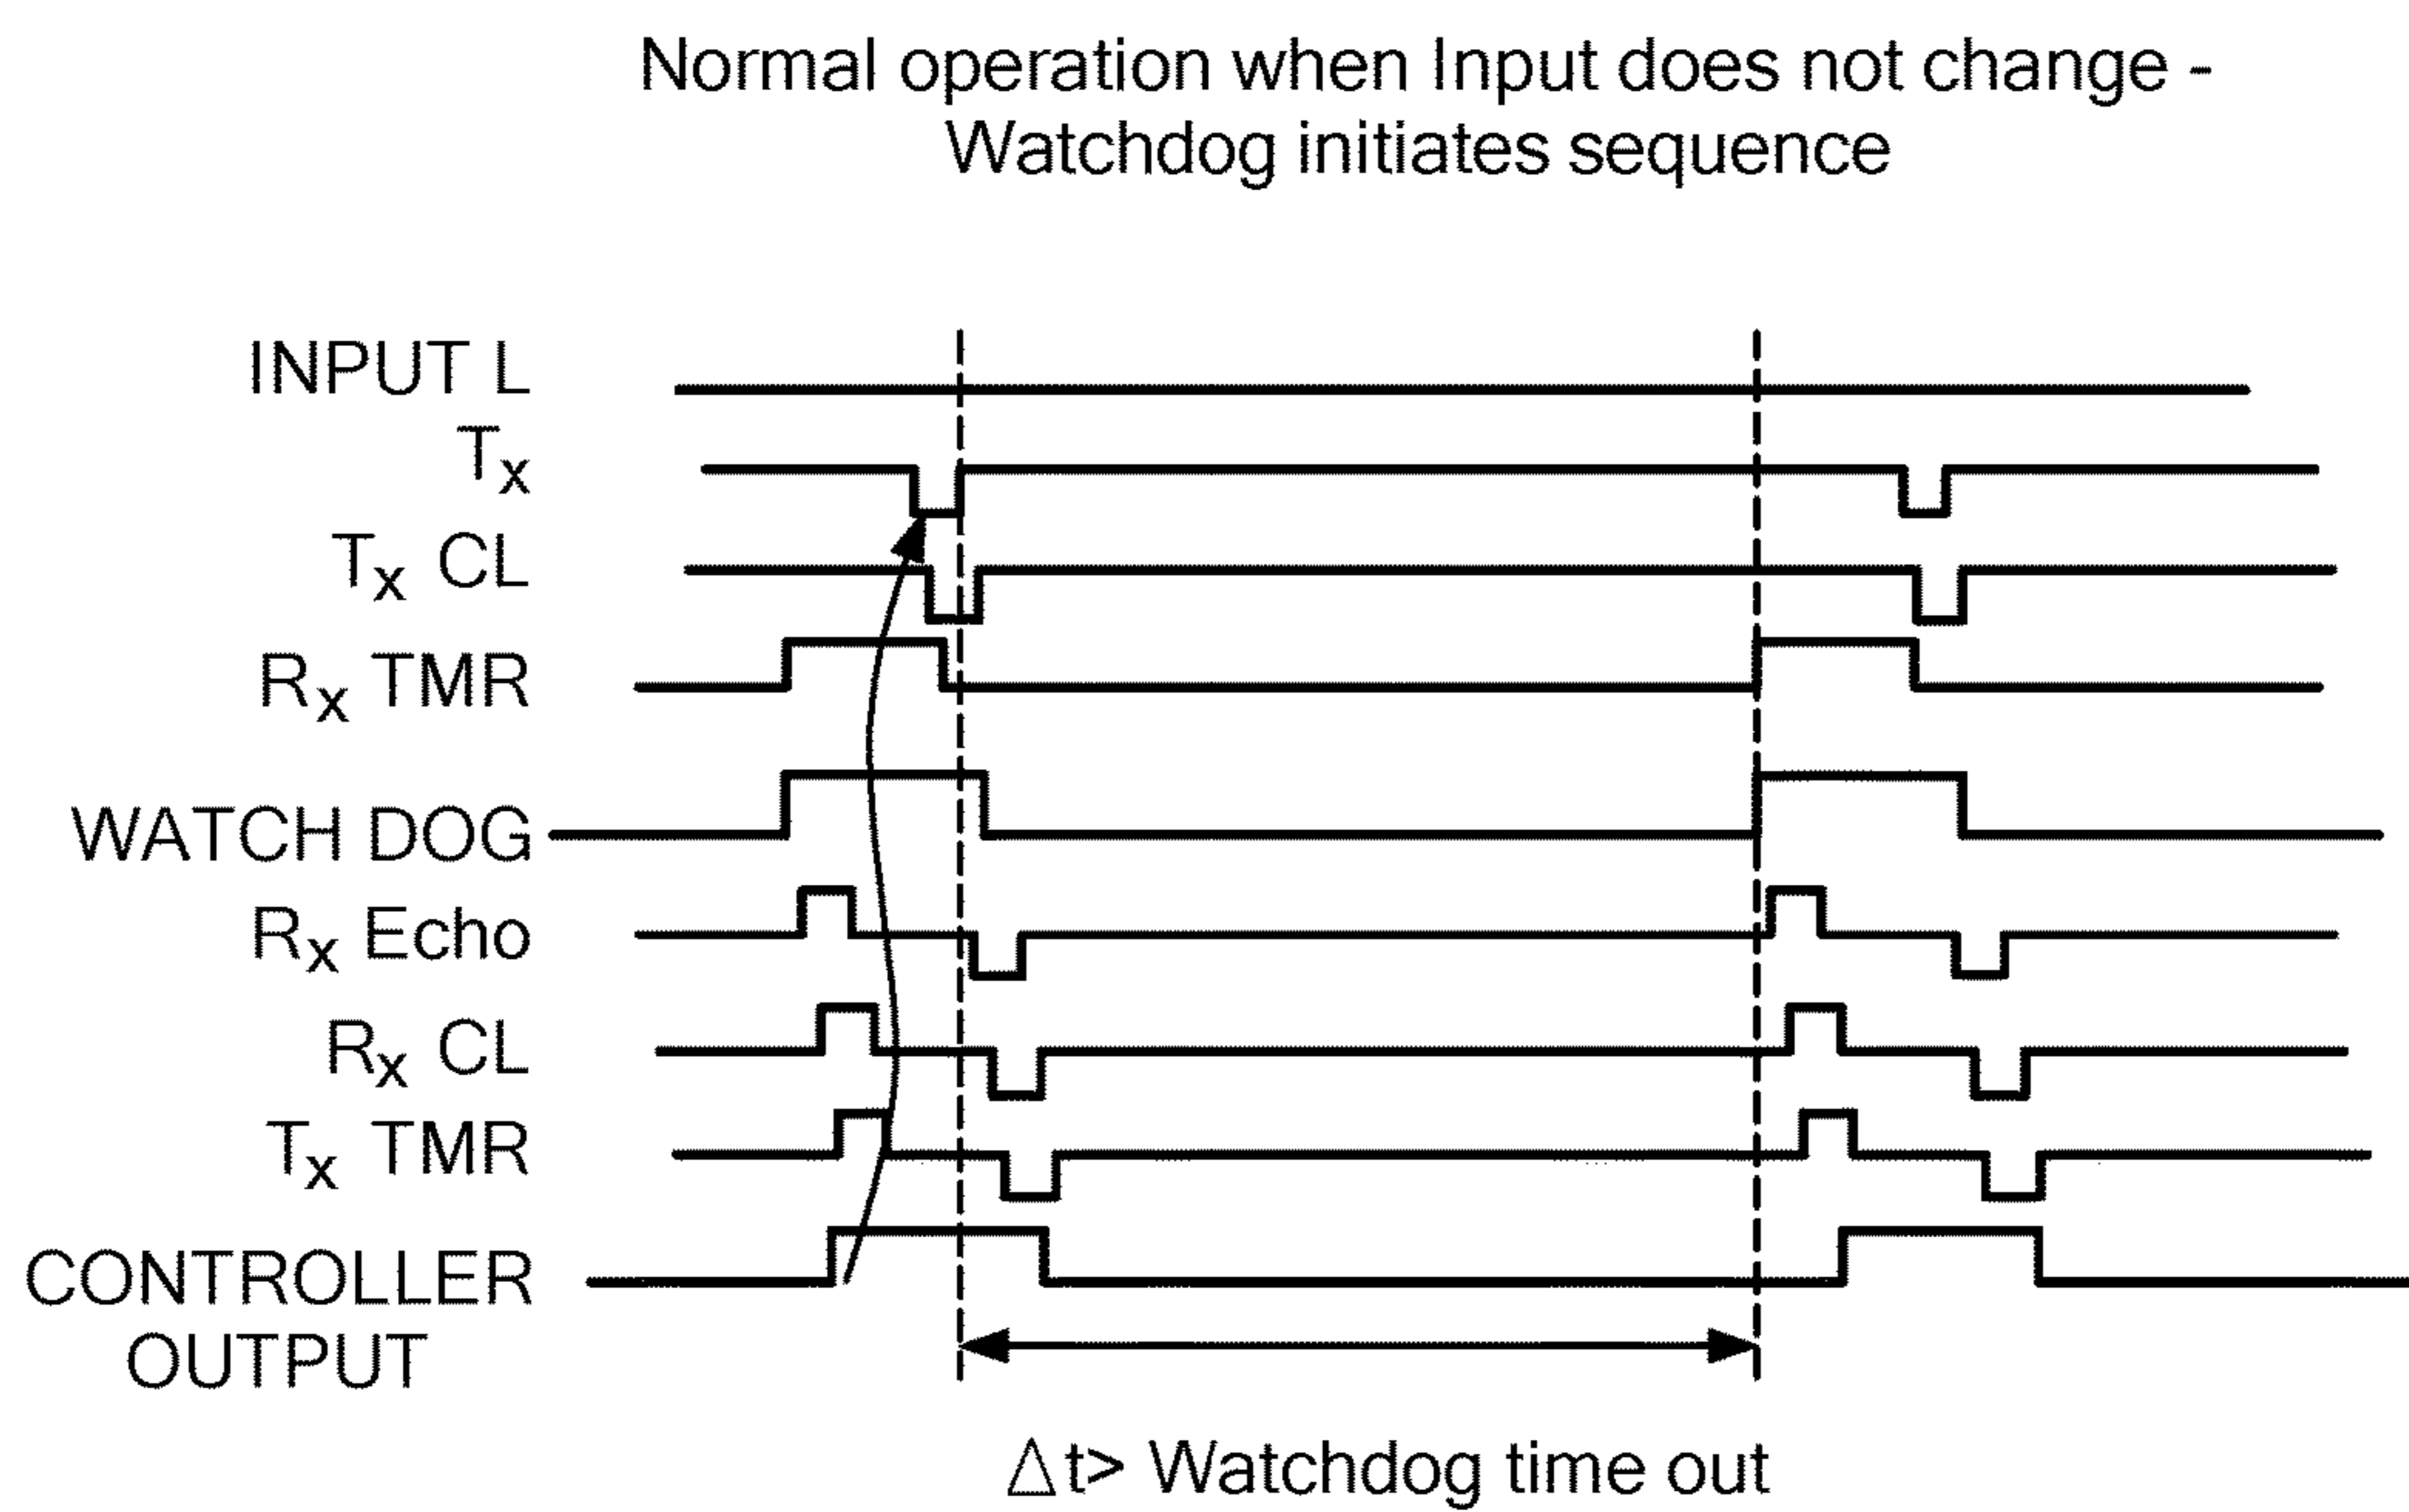 Normal operation when Input does not change -
Watchdog initiates sequence
INPUT L
Tx
Tx CL
Rx TMR
WATCH DOG
Rx Echo
Rx CL
Tx TMR
CONTROLLER
OUTPUT
Δt> Watchdog time out